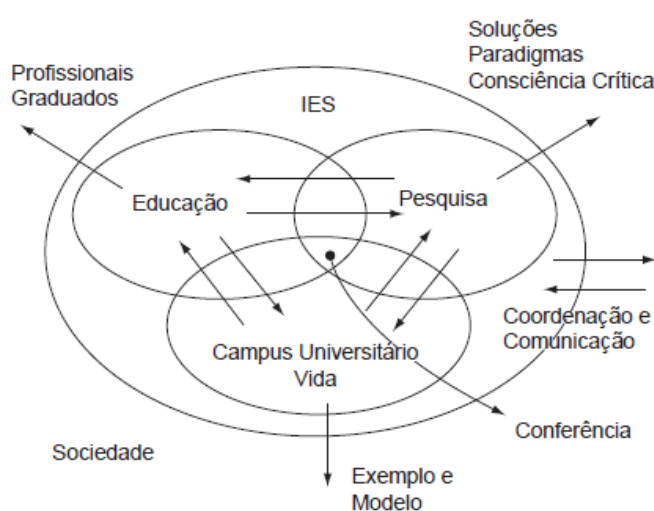 Soluções
Paradigmas
Consciência Crítica
Profissionais
Graduados
IES
Educação
Pesquisa
Coordenação e
Comunicação
Campus Universitário
Vida
Conferência
Sociedade
Exemplo e
Modelo